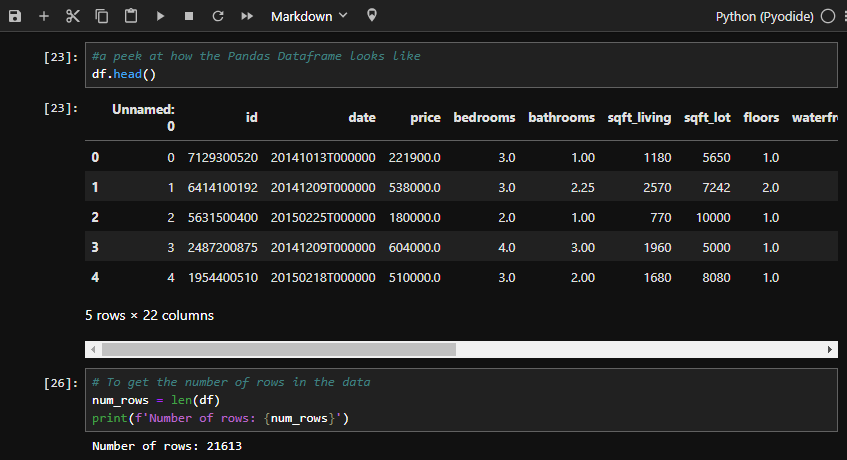 Markdown Python (Pyodide)
[23]: #a peek at how the Pandas Dataframe looks like
df.head()
[23]: Unnamed: 0 id date price bedrooms bathrooms sqft_living sqft_lot floors waterfr
0 0 7129300520 20141013T000000 221900.0 3.0 1.00 1180 5650 1.0
1 1 6414100192 20141209T000000 538000.0 3.0 2.25 2570 7242 2.0
2 2 5631500400 20150225T000000 180000.0 2.0 1.00 770 10000 1.0
3 3 2487200875 20141209T000000 604000.0 4.0 3.00 1960 5000 1.0
4 4 1954400510 20150218T000000 510000.0 3.0 2.00 1680 8080 1.0
5 rows × 22 columns
[26]: # To get the number of rows in the data
num_rows = len(df)
print(f'Number of rows: {num_rows}')
Number of rows: 21613